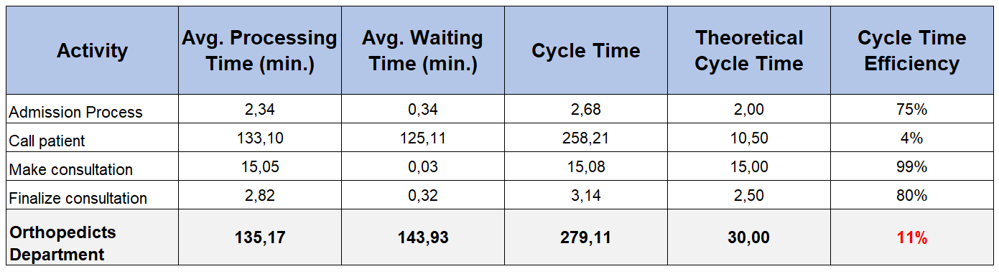 Activity Avg. Processing Time (min.) Avg. Waiting Time (min.) Cycle Time Theoretical Cycle Time Cycle Time Efficiency
Admission Process 2,34 0,34 2,68 2,00 75%
Call patient 133,10 125,11 258,21 10,50 4%
Make consultation 15,05 0,03 15,08 15,00 99%
Finalize consultation 2,82 0,32 3,14 2,50 80%
Orthopedicts Department 135,17 143,93 279,11 30,00 11%